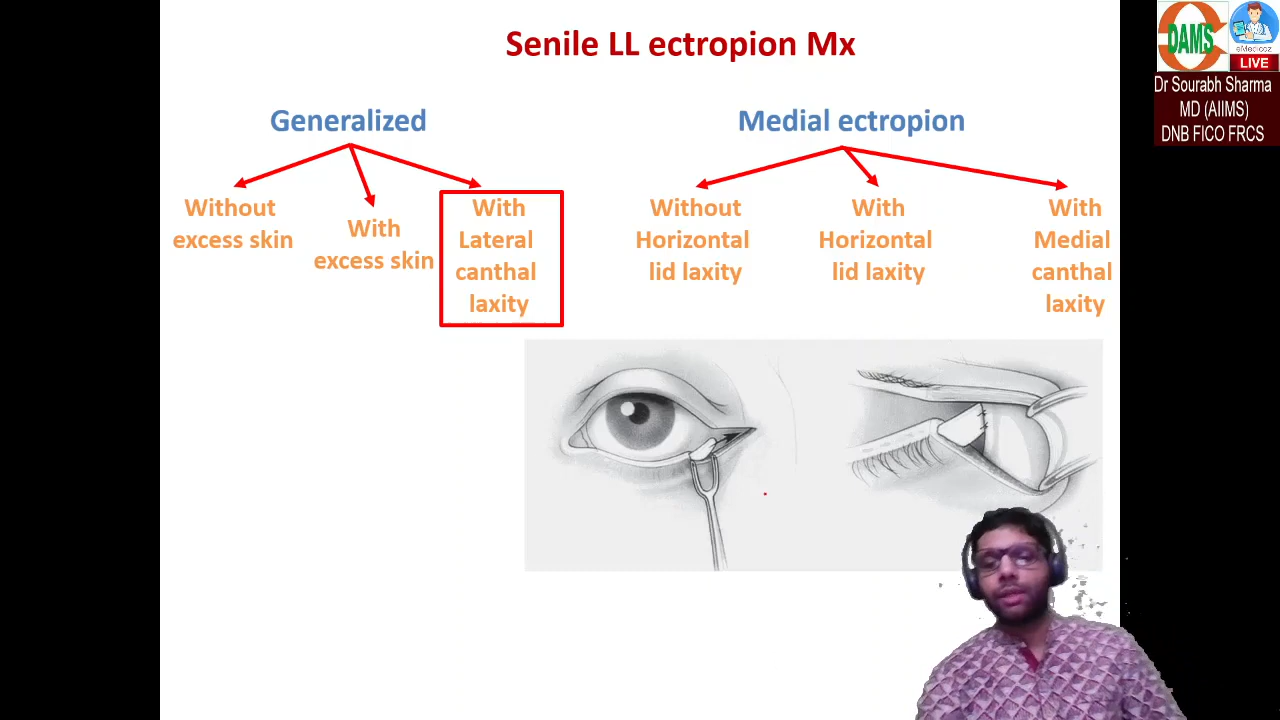 Senile LL ectropion Mx
DAMS
eMedicoz
LIVE
Dr Sourabh Sharma
MD (AIIMS)
DNB FICO FRCS
Generalized
Medial ectropion
Without
excess skin
With
excess skin
With
Lateral
canthal
laxity
Without
Horizontal
lid laxity
With
Horizontal
lid laxity
With
Medial
canthal
laxity